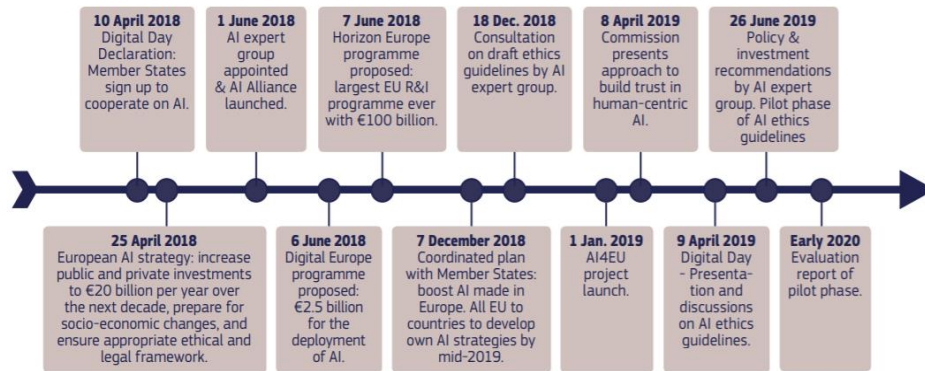 10 April 2018
Digital Day
Declaration:
Member States
sign up to
cooperate on AI.
1 June 2018
AI expert
group
appointed
& AI Alliance
launched.
7 June 2018
Horizon Europe
programme
proposed:
largest EU R&I
programme ever
with €100 billion.
18 Dec. 2018
Consultation
on draft ethics
guidelines by AI
expert group.
8 April 2019
Commission
presents
approach to
build trust in
human-centric
AI.
26 June 2019
Policy &
investment
recommendations
by AI expert
group. Pilot phase
of AI ethics
guidelines
25 April 2018
European AI strategy: increase
public and private investments
to €20 billion per year over
the next decade, prepare for
socio-economic changes, and
ensure appropriate ethical and
legal framework.
6 June 2018
Digital Europe
programme
proposed:
€2.5 billion
for the
deployment
of AI.
7 December 2018
Coordinated plan
with Member States:
boost AI made in
Europe. All EU to
countries to develop
own AI strategies by
mid-2019.
1 Jan. 2019
AI4EU
project
launch.
9 April 2019
Digital Day
- Presenta-
tion and
discussions
on AI ethics
guidelines.
Early 2020
Evaluation
report of
pilot phase.